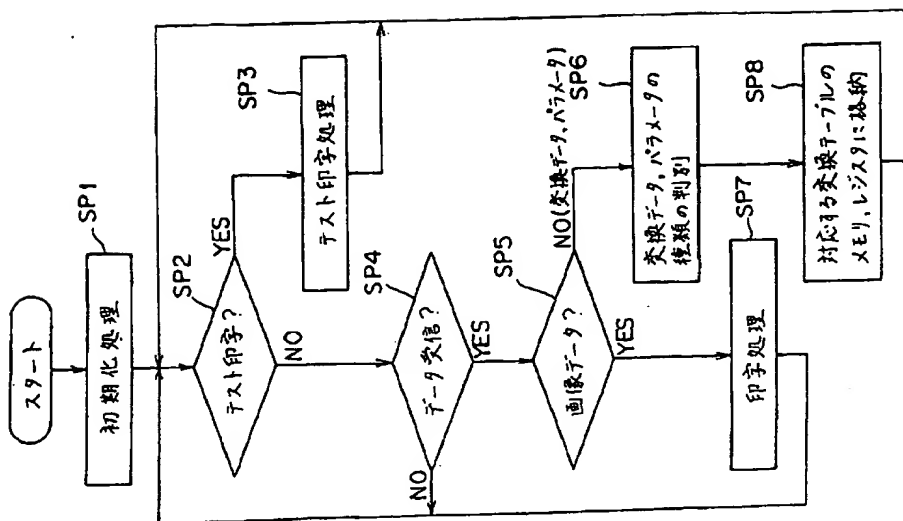 スタート
SP1
初期化処理
SP2
テスト印字?
YES
NO
SP3
テスト印字処理
SP4
データ受信?
NO
YES
SP5
画像データ?
NO(変換データ、パラメータ)
YES
SP6
変換データ、パラメータの
種類の判別
SP7
印字処理
SP8
対応する変換テーブルの
メモリ、レジスタに格納